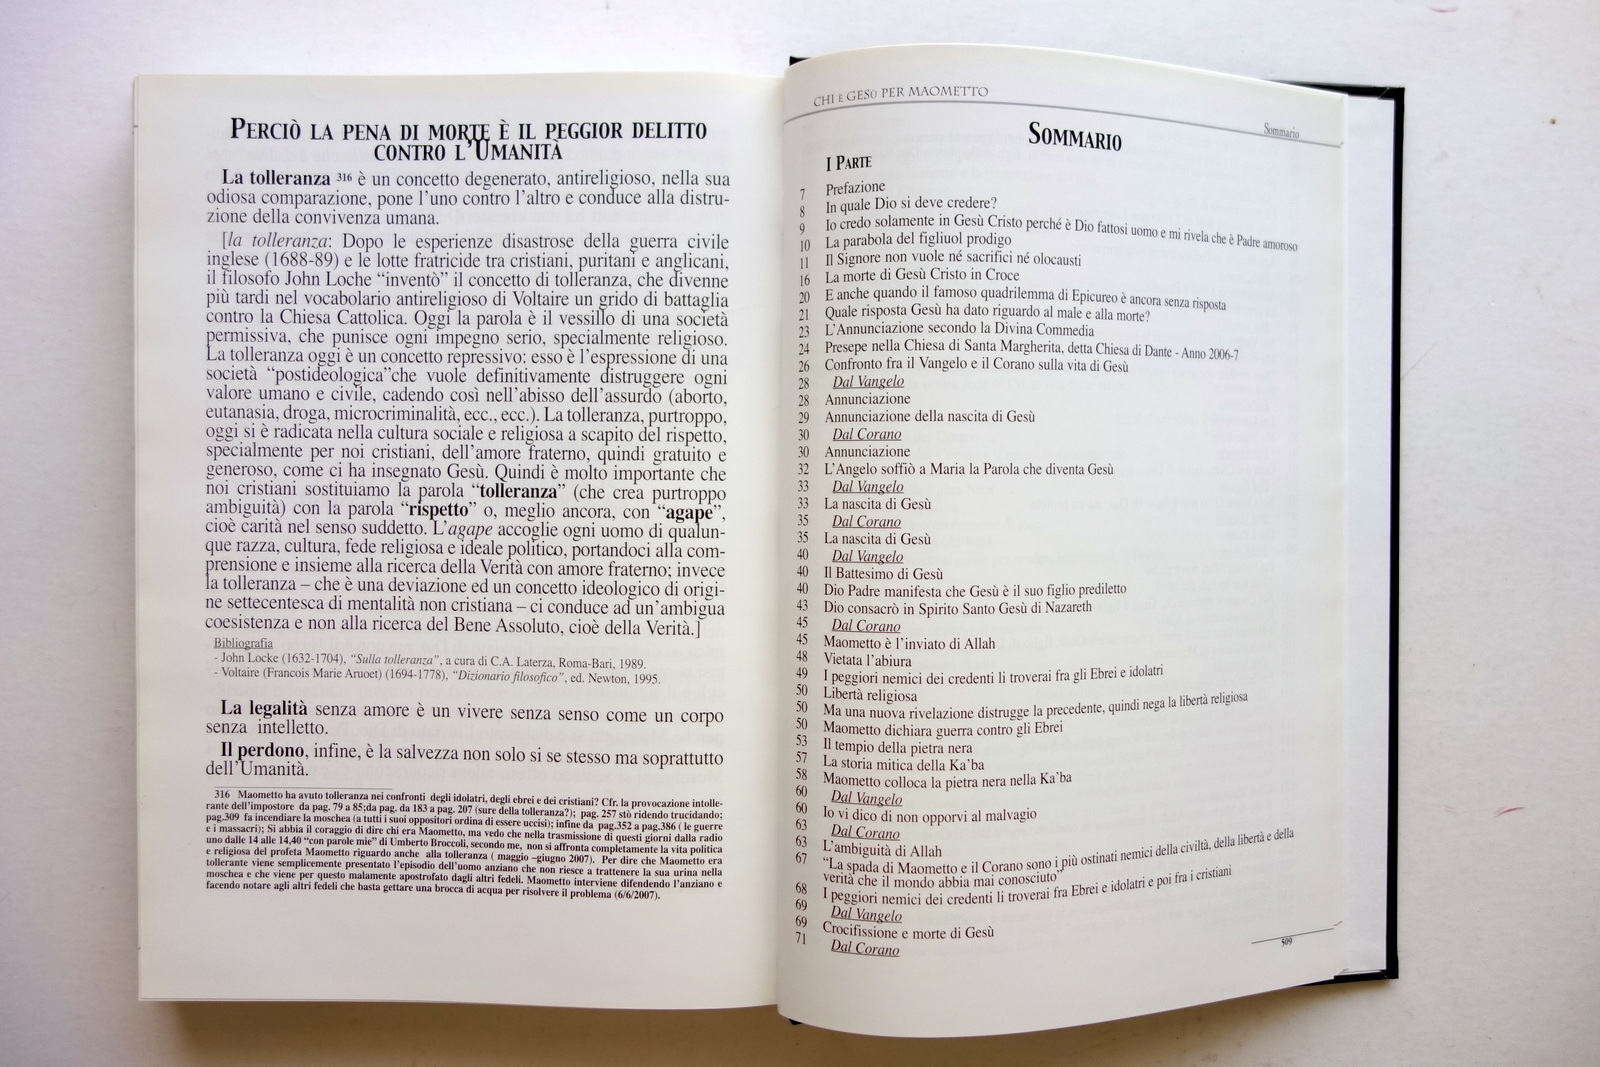 PERCIÒ LA PENA DI MORTE È IL PEGGIOR DELITTO
CONTRO L'UMANITÀ
La tolleranza 316 è un concetto degenerato, antireligioso, nella sua
odiosa comparazione, pone l'uno contro l'altro e conduce alla distru-
zione della convivenza umana.
[la tolleranza: Dopo le esperienze disastrose della guerra civile
inglese (1688-89) e le lotte fratricide tra cristiani, puritani e anglicani,
il filosofo John Loche "inventò" il concetto di tolleranza, che divenne
più tardi nel vocabolario antireligioso di Voltaire un grido di battaglia
contro la Chiesa Cattolica. Oggi la parola è il vessillo di una società
permissiva, che punisce ogni impegno serio, specialmente religioso.
La tolleranza oggi è un concetto repressivo: esso è l'espressione di una
società "postideologica"che vuole definitivamente distruggere ogni
valore umano e civile, cadendo così nell'abisso dell'assurdo (aborto,
eutanasia, droga, microcriminalità, ecc., ecc.). La tolleranza, purtroppo,
oggi si è radicata nella cultura sociale e religiosa a scapito del rispetto,
specialmente per noi cristiani, dell'amore fraterno, quindi gratuito e
generoso, come ci ha insegnato Gesù. Quindi è molto importante che
noi cristiani sostituiamo la parola "tolleranza" (che crea purtroppo
ambiguità) con la parola "rispetto" o, meglio ancora, con "agape",
cioè carità nel senso suddetto. L'agape accoglie ogni uomo di qualun-
que razza, cultura, fede religiosa e ideale politico, portandoci alla com-
prensione e insieme alla ricerca della Verità con amore fraterno; invece
la tolleranza – che è una deviazione ed un concetto ideologico di origi-
ne settecentesca di mentalità non cristiana – ci conduce ad un'ambigua
coesistenza e non alla ricerca del Bene Assoluto, cioè della Verità.]
Bibliografia
- John Locke (1632-1704), "Sulla tolleranza", a cura di C.A. Laterza, Roma-Bari, 1989.
- Voltaire (Francois Marie Aruoet) (1694-1778), "Dizionario filosofico", ed. Newton, 1995.
La legalità senza amore è un vivere senza senso come un corpo
senza intelletto.
Il perdono, infine, è la salvezza non solo si se stesso ma soprattutto
dell'Umanità.
316 Maometto ha avuto tolleranza nei confronti degli idolatri, degli ebrei e dei cristiani? Cfr. la provocazione intolle-
rante dell'impostore da pag. 79 a 85;da pag. da 183 a pag. 207 (sure della tolleranza?); pag. 257 stò ridendo trucidando;
pag.309 fa incendiare la moschea (a tutti i suoi oppositori ordina di essere uccisi); infine da pag.352 a pag.386 ( le guerre
e i massacri); Si abbia il coraggio di dire chi era Maometto, ma vedo che nella trasmissione di questi giorni dalla radio
uno dalle 14 alle 14,40 "con parole mie" di Umberto Broccoli, secondo me, non si affronta completamente la vita politica
e religiosa del profeta Maometto riguardo anche alla tolleranza ( maggio –giugno 2007). Per dire che Maometto era
tollerante viene semplicemente presentato l'episodio dell'uomo anziano che non riesce a trattenere la sua urina nella
moschea e che viene per questo malamente apostrofato dagli altri fedeli. Maometto interviene difendendo l'anziano e
facendo notare agli altri fedeli che basta gettare una brocca di acqua per risolvere il problema (6/6/2007).
CHI È GESÙ PER MAOMETTO
Sommario
SOMMARIO
I PARTE
7 Prefazione
8 In quale Dio si deve credere?
9 Io credo solamente in Gesù Cristo perché è Dio fattosi uomo e mi rivela che è Padre amoroso
10 La parabola del figliuol prodigo
11 Il Signore non vuole né sacrifici né olocausti
16 La morte di Gesù Cristo in Croce
20 E anche quando il famoso quadrilemma di Epicureo è ancora senza risposta
21 Quale risposta Gesù ha dato riguardo al male e alla morte?
23 L'Annunciazione secondo la Divina Commedia
24 Presepe nella Chiesa di Santa Margherita, detta Chiesa di Dante - Anno 2006-7
26 Confronto fra il Vangelo e il Corano sulla vita di Gesù
28 Dal Vangelo
28 Annunciazione
29 Annunciazione della nascita di Gesù
30 Dal Corano
30 Annunciazione
32 L'Angelo soffiò a Maria la Parola che diventa Gesù
33 Dal Vangelo
33 La nascita di Gesù
35 Dal Corano
35 La nascita di Gesù
40 Dal Vangelo
40 Il Battesimo di Gesù
40 Dio Padre manifesta che Gesù è il suo figlio prediletto
43 Dio consacrò in Spirito Santo Gesù di Nazareth
45 Dal Corano
45 Maometto è l'inviato di Allah
48 Vietata l'abiura
49 I peggiori nemici dei credenti li troverai fra gli Ebrei e idolatri
50 Libertà religiosa
50 Ma una nuova rivelazione distrugge la precedente, quindi nega la libertà religiosa
50 Maometto dichiara guerra contro gli Ebrei
53 Il tempio della pietra nera
57 La storia mitica della Ka'ba
58 Maometto colloca la pietra nera nella Ka'ba
60 Dal Vangelo
60 Io vi dico di non opporvi al malvagio
63 Dal Corano
63 L'ambiguità di Allah
67 "La spada di Maometto e il Corano sono i più ostinati nemici della civiltà, della libertà e della
verità che il mondo abbia mai conosciuto"
68 I peggiori nemici dei credenti li troverai fra Ebrei e idolatri e poi fra i cristiani
69 Dal Vangelo
69 Crocifissione e morte di Gesù
71 Dal Corano
509